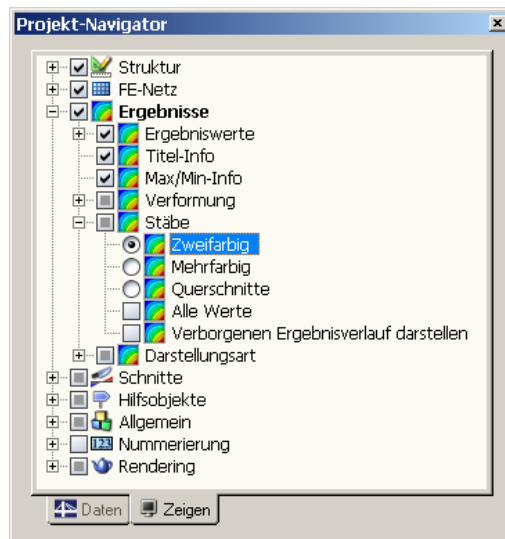 Projekt-Navigator
Struktur
FE-Netz
Ergebnisse
Ergebniswerte
Titel-Info
Max/Min-Info
Verformung
Stäbe
Zweifarbig
Mehrfarbig
Querschnitte
Alle Werte
Verborgenen Ergebnisverlauf darstellen
Darstellungsart
Schnitte
Hilfsobjekte
Allgemein
123 Nummerierung
Rendering
Daten Zeigen